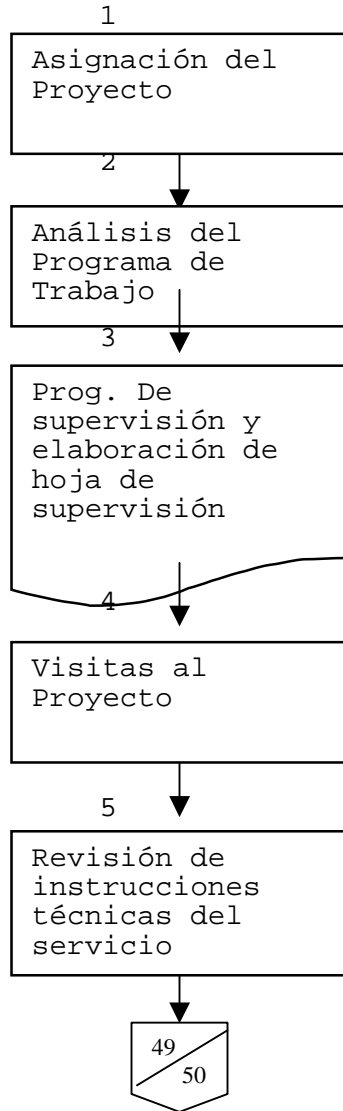 1
Asignación del
Proyecto
2
Análisis del
Programa de
Trabajo
3
Prog. De
supervisión y
elaboración de
hoja de
supervisión
4
Visitas al
Proyecto
5
Revisión de
instrucciones
técnicas del
servicio
49
50